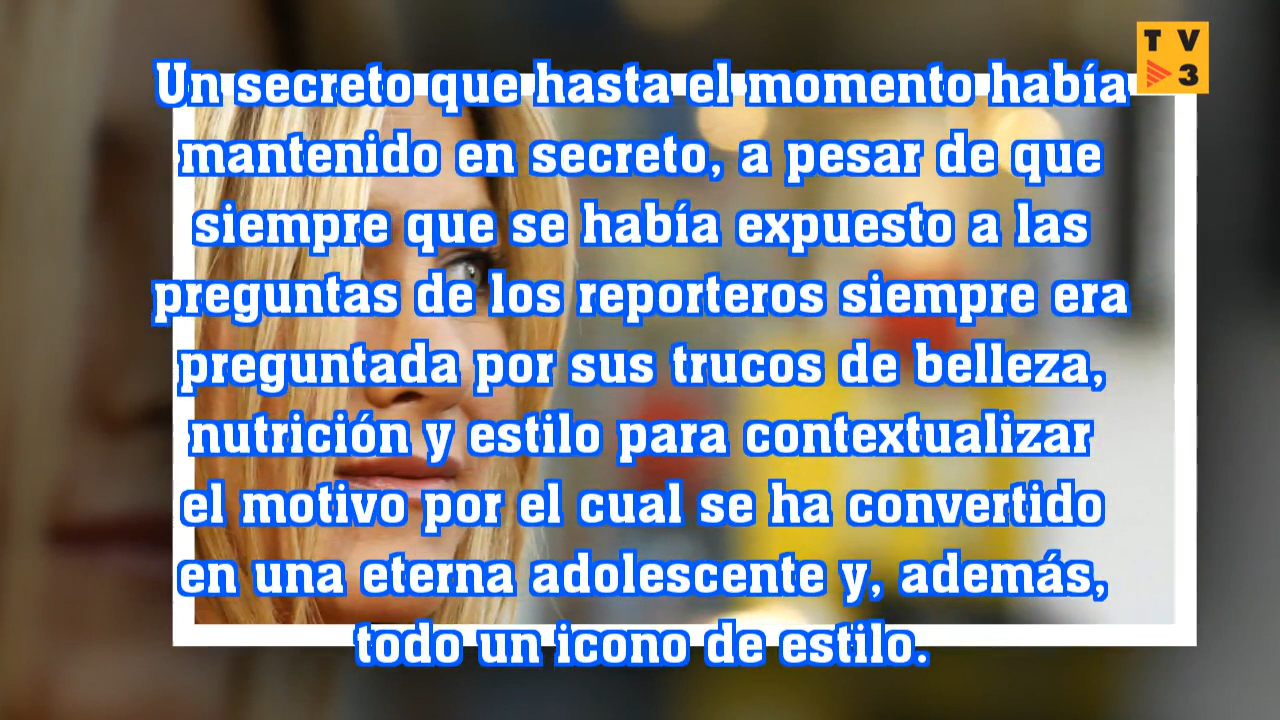 TV
3
Un secreto que hasta el momento había
mantenido en secreto, a pesar de que
siempre que se había expuesto a las
preguntas de los reporteros siempre era
preguntada por sus trucos de belleza,
nutrición y estilo para contextualizar
el motivo por el cual se ha convertido
en una eterna adolescente y, además,
todo un icono de estilo.